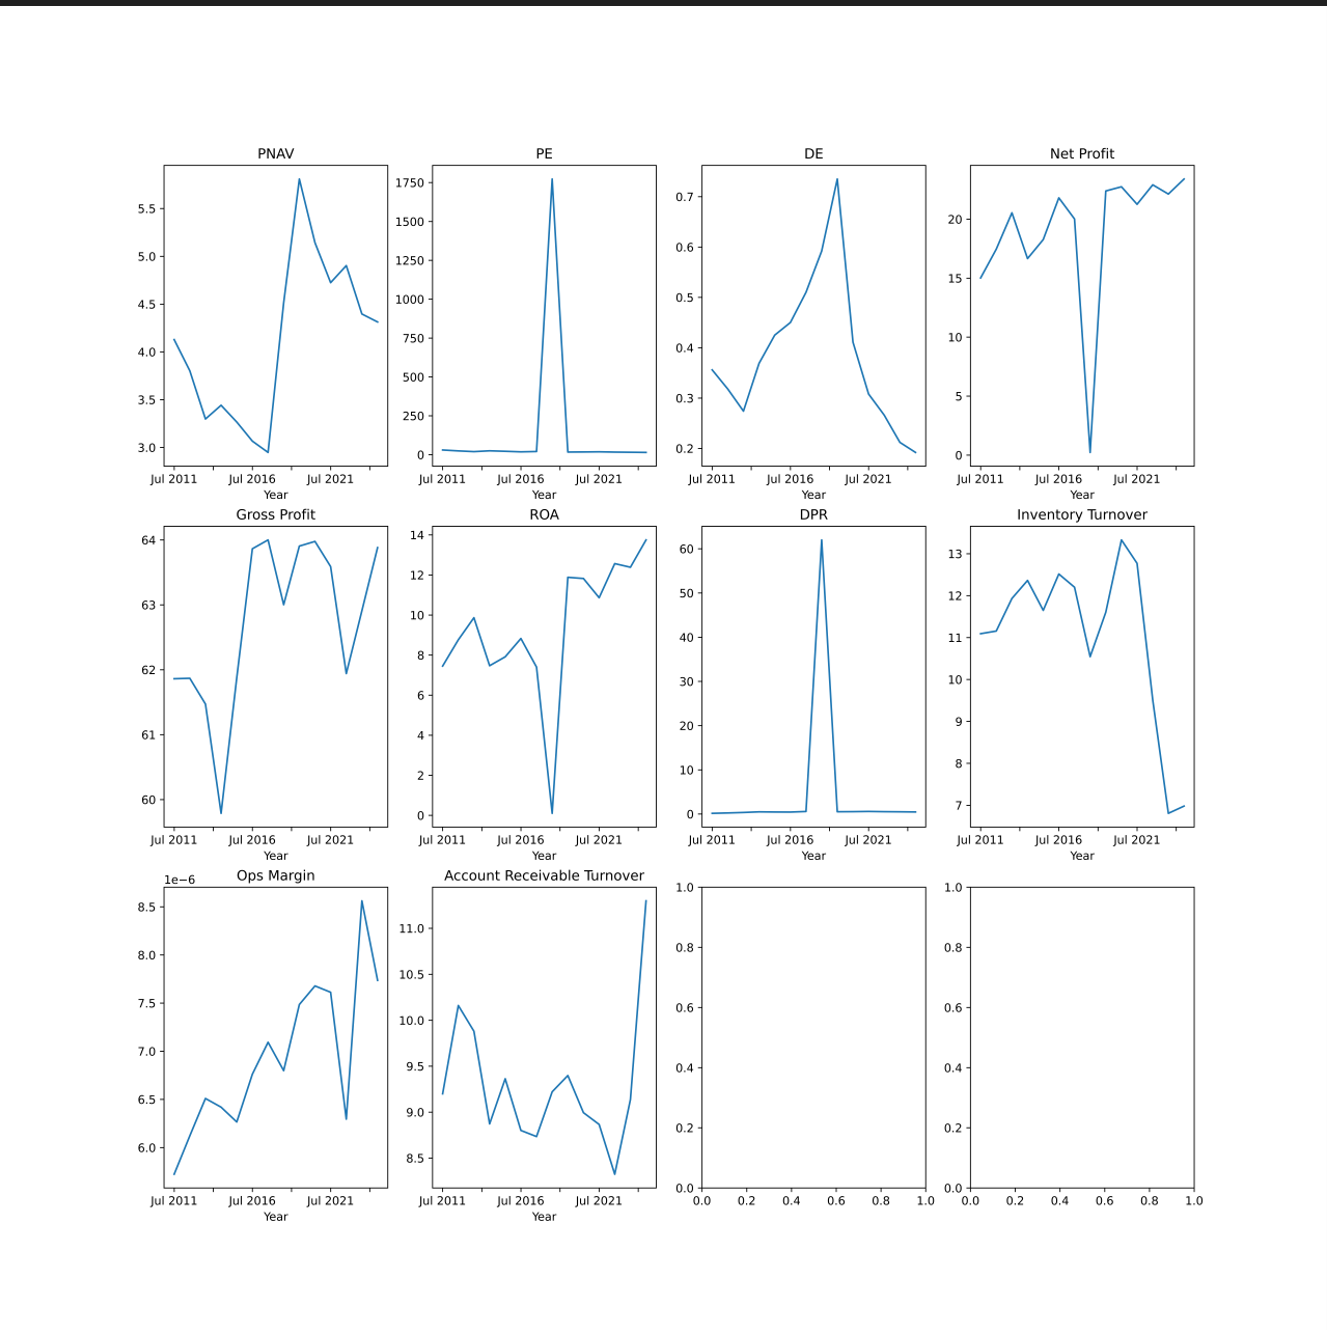 PNAV
5.5
5.0
4.5
4.0
3.5
3.0
Jul 2011 Jul 2016 Jul 2021
Year
PE
1750
1500
1250
1000
750
500
250
0
Jul 2011 Jul 2016 Jul 2021
Year
DE
0.7
0.6
0.5
0.4
0.3
0.2
Jul 2011 Jul 2016 Jul 2021
Year
Net Profit
20
15
10
5
0
Jul 2011 Jul 2016 Jul 2021
Year
Gross Profit
64
63
62
61
60
Jul 2011 Jul 2016 Jul 2021
Year
ROA
14
12
10
8
6
4
2
0
Jul 2011 Jul 2016 Jul 2021
Year
DPR
60
50
40
30
20
10
0
Jul 2011 Jul 2016 Jul 2021
Year
Inventory Turnover
13
12
11
10
9
8
7
Jul 2011 Jul 2016 Jul 2021
Year
1e−6 Ops Margin
8.5
8.0
7.5
7.0
6.5
6.0
Jul 2011 Jul 2016 Jul 2021
Year
Account Receivable Turnover
11.0
10.5
10.0
9.5
9.0
8.5
Jul 2011 Jul 2016 Jul 2021
Year
1.0
0.8
0.6
0.4
0.2
0.0
0.0 0.2 0.4 0.6 0.8 1.0
1.0
0.8
0.6
0.4
0.2
0.0
0.0 0.2 0.4 0.6 0.8 1.0